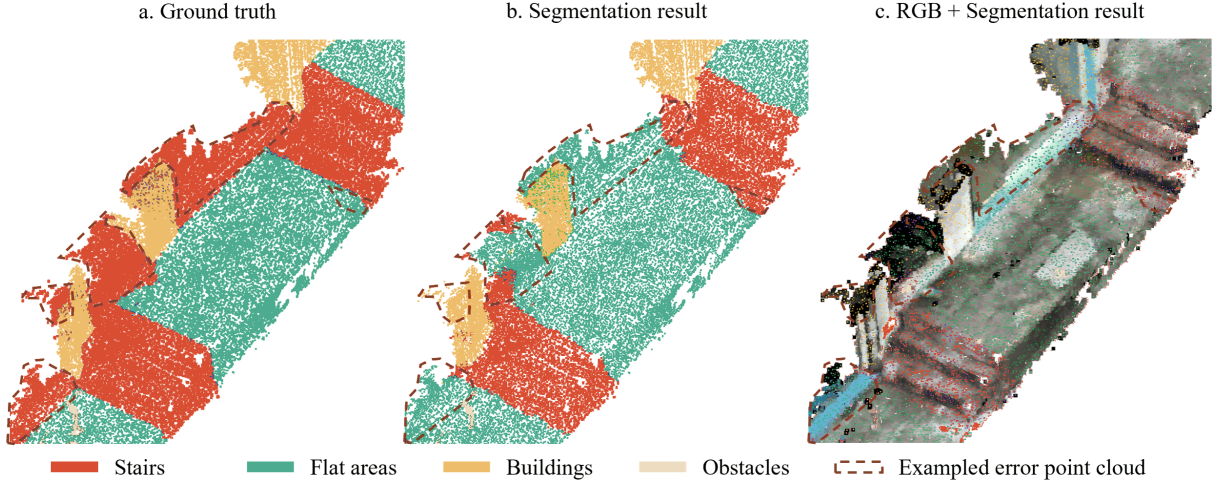 a. Ground truth
b. Segmentation result
c. RGB + Segmentation result
Stairs
Flat areas
Buildings
Obstacles
Exampled error point cloud